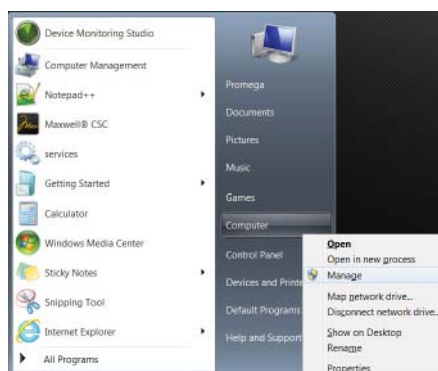 Device Monitoring Studio
Computer Management
Notepad++
Maxwell® CSC
services
Getting Started
Calculator
Windows Media Center
Sticky Notes
Snipping Tool
Internet Explorer
All Programs
Promega
Documents
Pictures
Music
Games
Computer
Control Panel
Devices and Printe
Default Programs
Help and Support
Open
Open in new process
Manage
Map network drive...
Disconnect network drive..
Show on Desktop
Rename
Properties